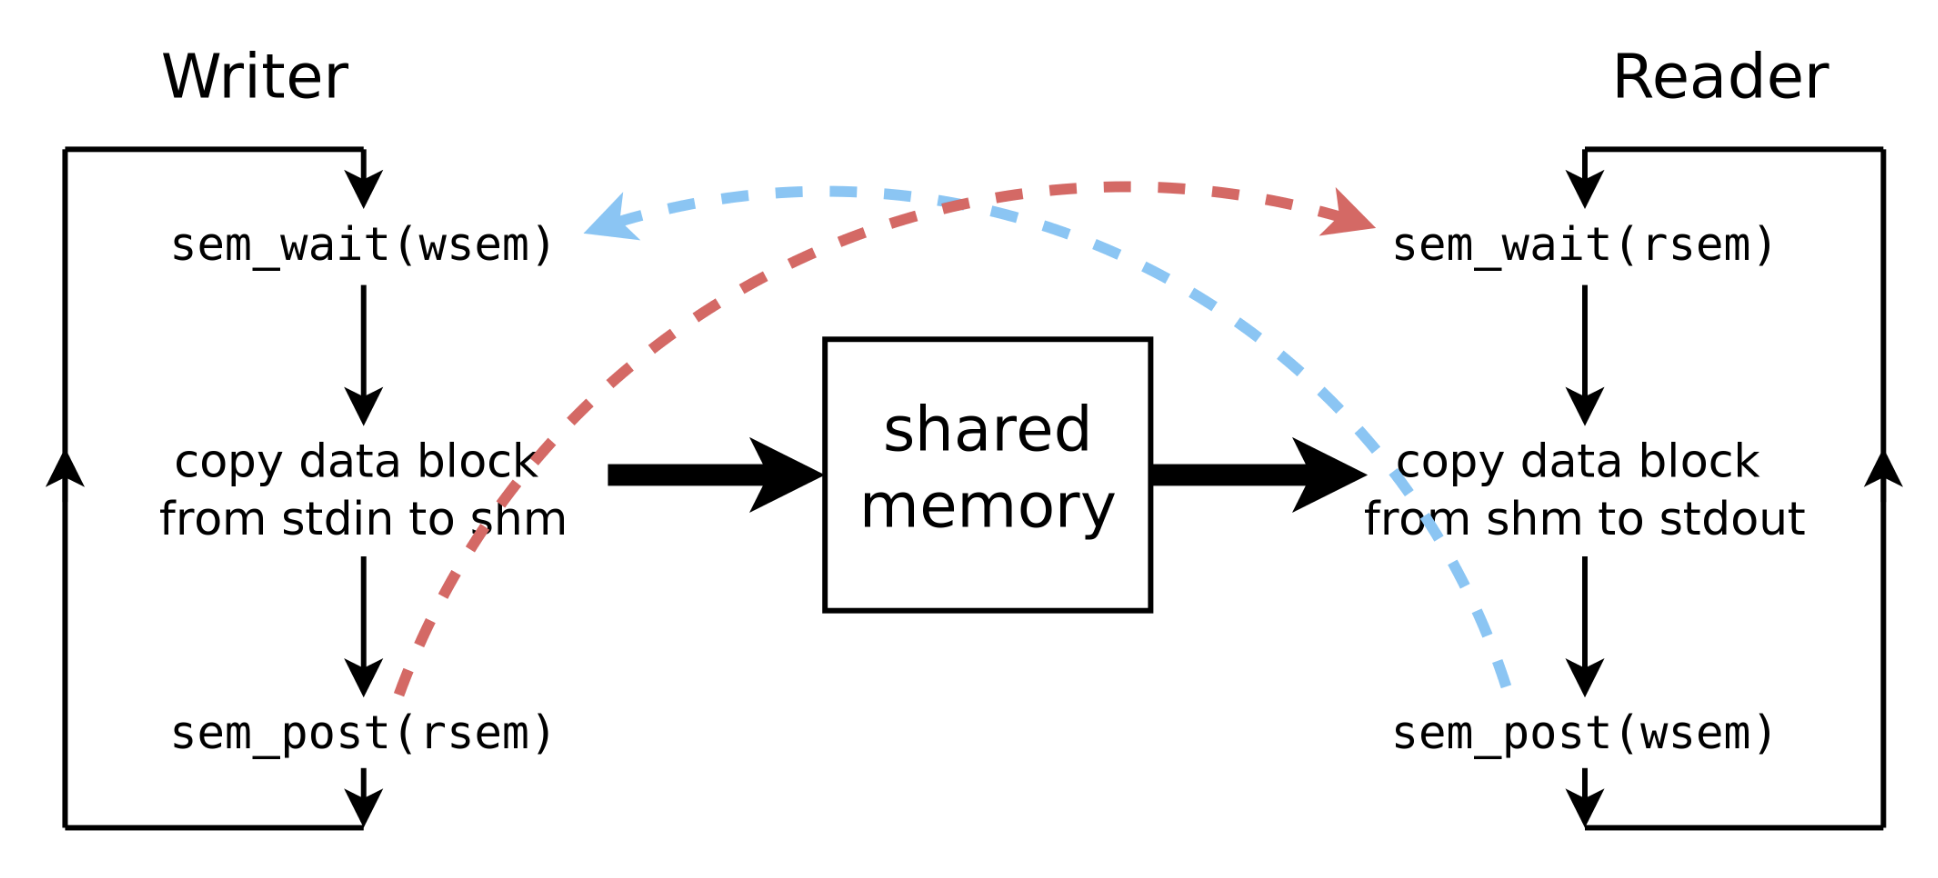 Writer
sem_wait(wsem)
copy data block
from stdin to shm
sem_post(rsem)
shared
memory
Reader
sem_wait(rsem)
copy data block
from shm to stdout
sem_post(wsem)